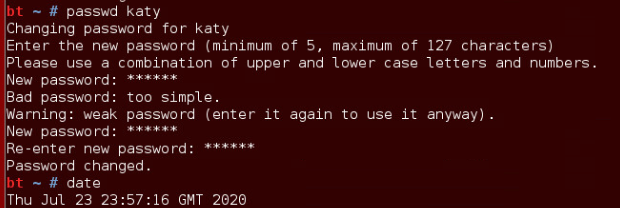 bt ~ # passwd katy
Changing password for katy
Enter the new password (minimum of 5, maximum of 127 characters)
Please use a combination of upper and lower case letters and numbers.
New password: ******
Bad password: too simple.
Warning: weak password (enter it again to use it anyway).
New password: ******
Re-enter new password: ******
Password changed.
bt ~ # date
Thu Jul 23 23:57:16 GMT 2020